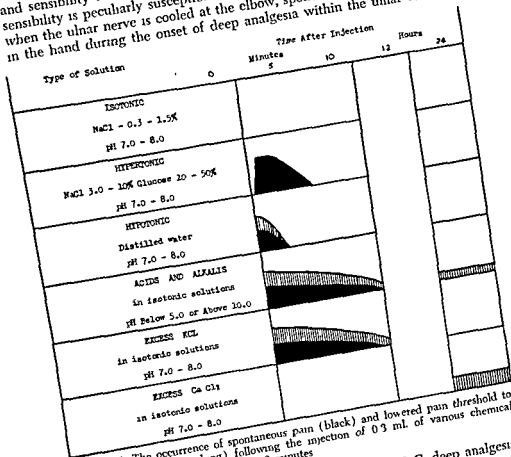 and sensibility
sensibility is peculiarly
when the ulnar nerve is cooled at the elbow,
in the hand during the onset of deep analgesia within the
Type of Solution
Time After Injection
Minutes
Hours
0
5
10
12
24
ISOTONIC
NaCl - 0.3 - 1.5%
pH 7.0 - 8.0
HYPERTONIC
NaCl 3.0 - 10% Glucose 20 - 50%
pH 7.0 - 8.0
HYPOTONIC
Distilled water
pH 7.0 - 8.0
ACIDS AND ALKALIS
in isotonic solutions
pH Below 5.0 or Above 10.0
EXCESS KCL
in isotonic solutions
pH 7.0 - 8.0
EXCESS CaCl₂
in isotonic solutions
pH 7.0 - 8.0
The occurrence of spontaneous pain (black) and lowered pain threshold to
following the injection of 0.3 ml. of various chemical
minutes
deep analgesia